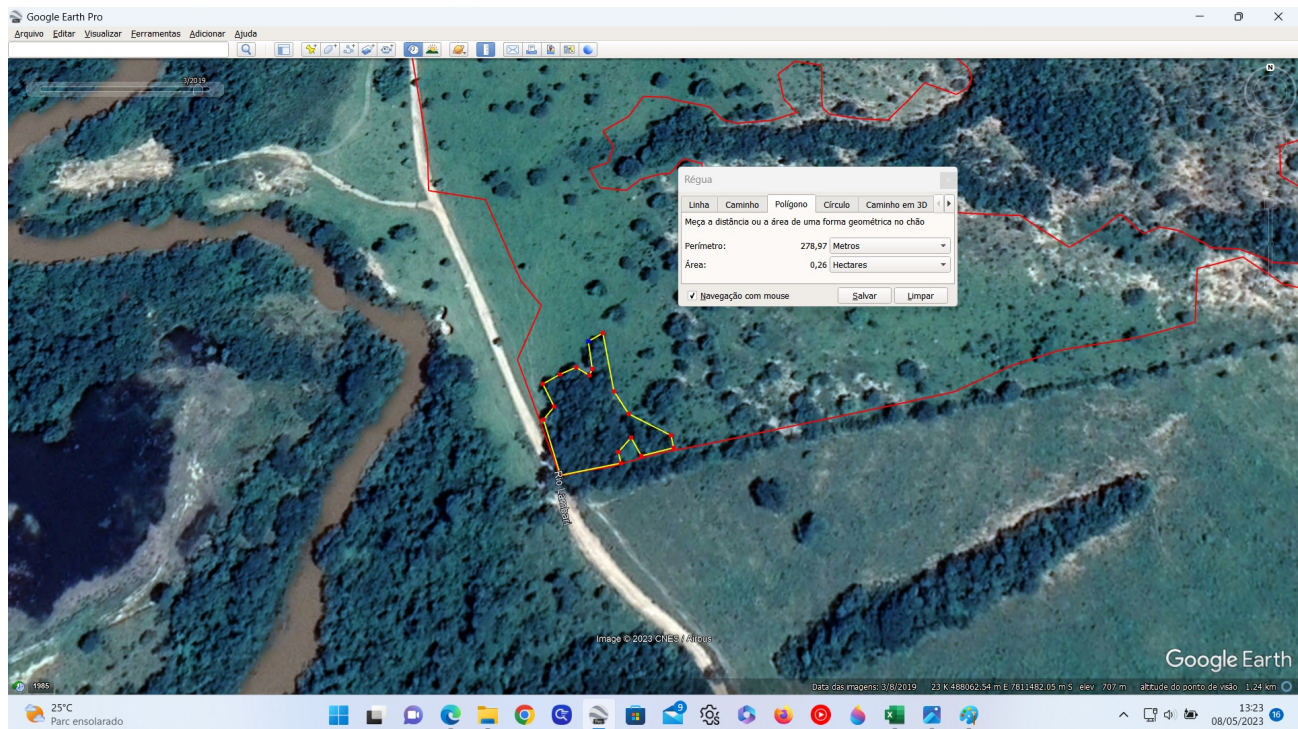 Google Earth Pro
Arquivo Editar Visualizar Ferramentas Adicionar Ajuda
3/2019
N
Régua
Linha Caminho Polígono Círculo Caminho em 3D
Meça a distância ou a área de uma forma geométrica no chão
Perímetro: 278,97 Metros
Área: 0,26 Hectares
Navegação com mouse Salvar Limpar
Rio Lambari
Image © 2023 CNES / Airbus
Google Earth
1985
Data das imagens: 3/8/2019 23 K 488062.54 m E 7811482.05 m S elev 707 m altitude do ponto de visão 1.24 km
25°C
Parc ensolarado
9
13:23
08/05/2023
16